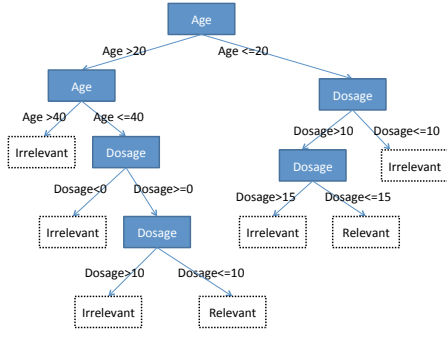 Age
Age >20 Age <=20
Age Dosage
Age >40 Age <=40 Dosage>10 Dosage<=10
Irrelevant Dosage Dosage Irrelevant
Dosage<0 Dosage>=0 Dosage>15 Dosage<=15
Irrelevant Dosage Irrelevant Relevant
Dosage>10 Dosage<=10
Irrelevant Relevant